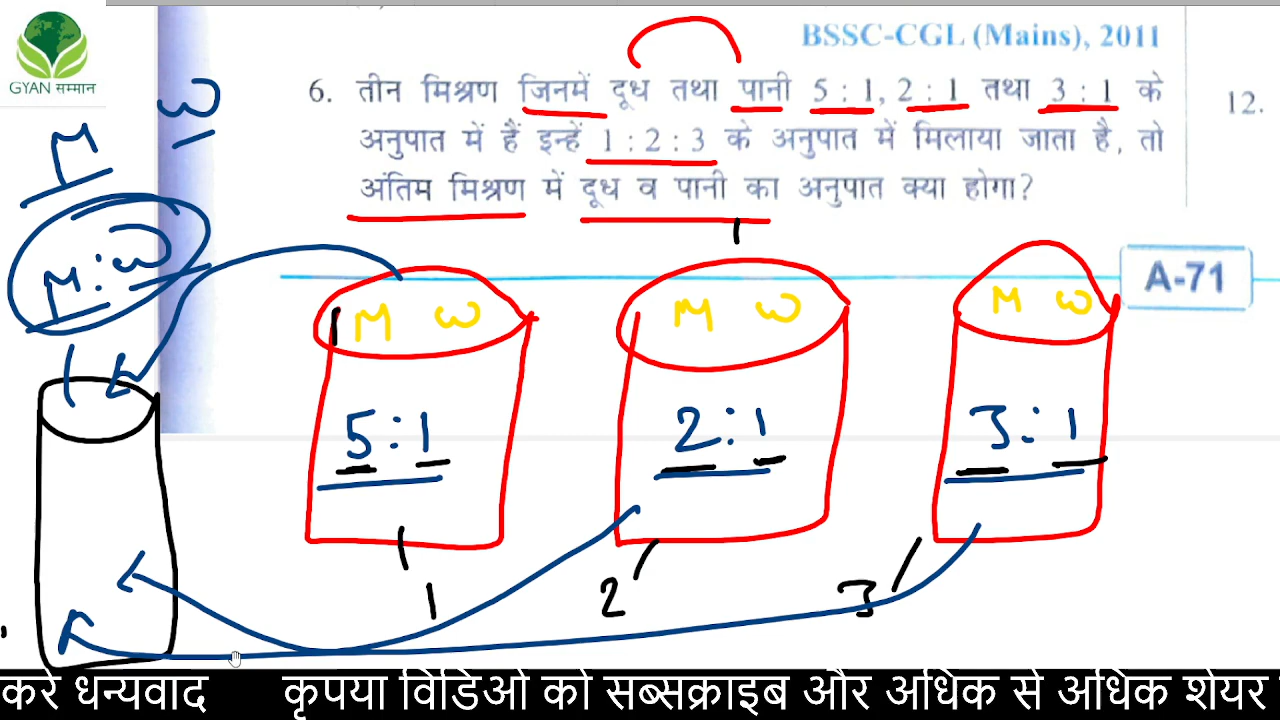 GYAN सम्मान
BSSC-CGL (Mains), 2011
6. तीन मिश्रण जिनमें दूध तथा पानी 5 : 1, 2 : 1 तथा 3 : 1 के
अनुपात में हैं इन्हें 1 : 2 : 3 के अनुपात में मिलाया जाता है, तो
अंतिम मिश्रण में दूध व पानी का अनुपात क्या होगा?
12.
A-71
M W
M : W
M W
M W
M W
5 : 1
2 : 1
3 : 1
1
2
3
करे धन्यवाद कृपया विडिओ को सब्सक्राइब और अधिक से अधिक शेयर